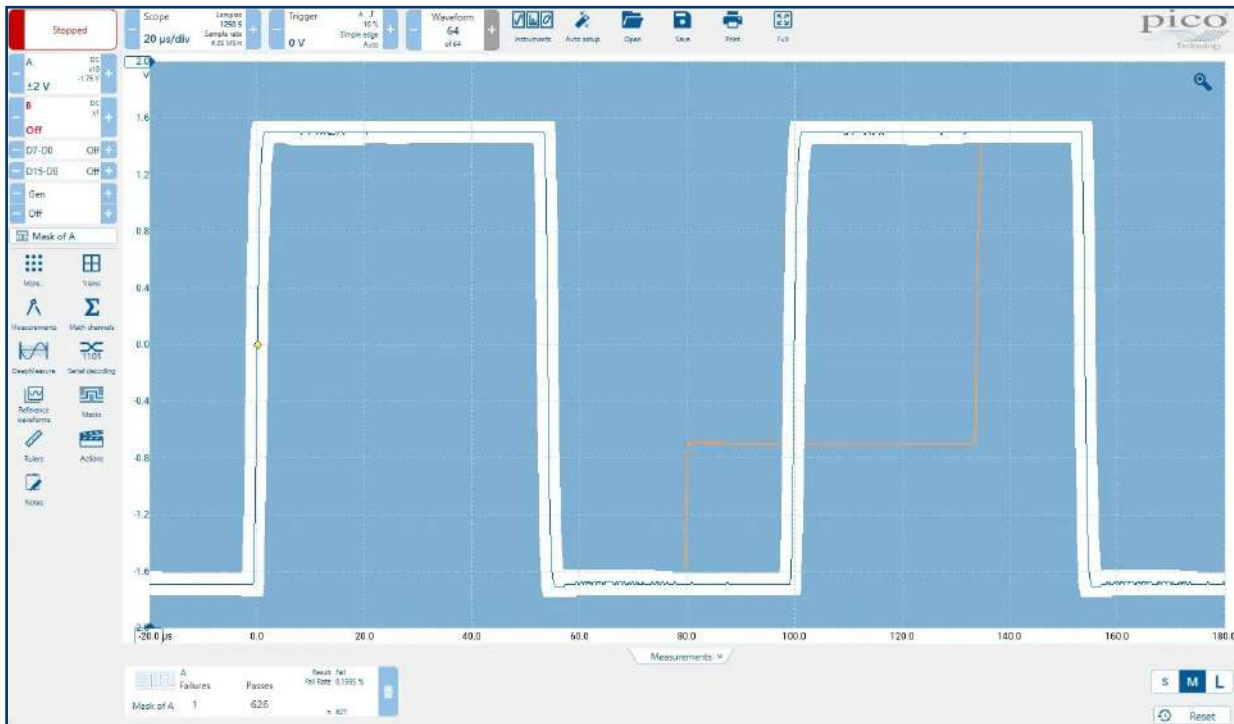 Stopped
Scope
20 µs/div
Samples
1250 S
Sample rate
6.25 MS/s
Trigger
0 V
A
10 %
Simple edge
Auto
Waveform
64
of 64
Instruments
Auto setup
Open
Save
Print
Full
pico
Technology
A
±2 V
DC
x10
-1.75 V
B
Off
DC
x1
D7-D0 Off
D15-D8 Off
Gen
Off
Mask of A
More...
Views
Measurements
Math channels
DeepMeasure
Serial decoding
Reference
waveforms
Masks
Rulers
Actions
Notes
2.0
V
1.6
1.2
0.8
0.4
0.0
-0.4
-0.8
-1.2
-1.6
-20.0 µs
0.0
20.0
40.0
60.0
80.0
100.0
120.0
140.0
160.0
180.0
Measurements
A
Failures
Passes
Result: Fail
Fail Rate: 0.1595 %
Mask of A
1
626
S
M
L
Reset